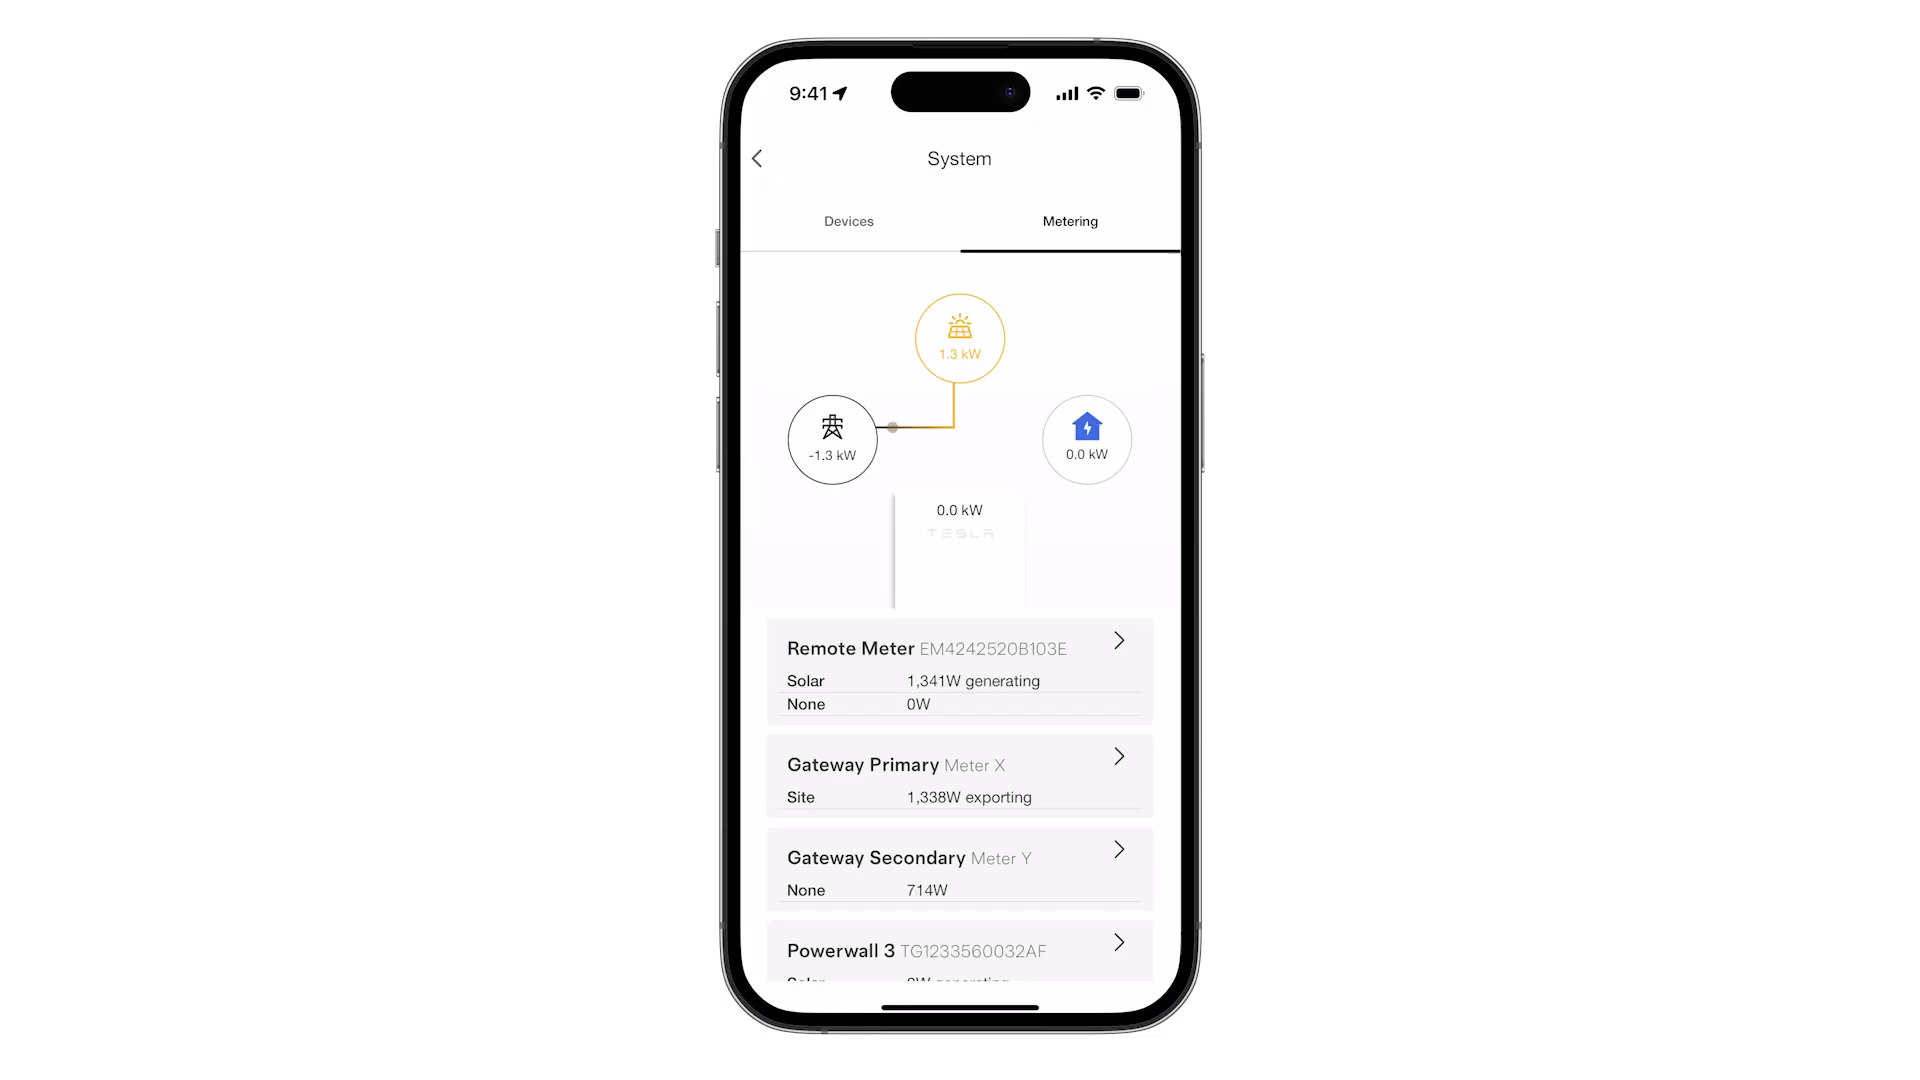 9:41
System
Devices
Metering
1.3 kW
-1.3 kW
0.0 kW
0.0 kW
TESLA
Remote Meter EM4242520B103E
Solar 1,341W generating
None 0W
Gateway Primary Meter X
Site 1,338W exporting
Gateway Secondary Meter Y
None 714W
Powerwall 3 TG1233560032AF
Solar 0W generating